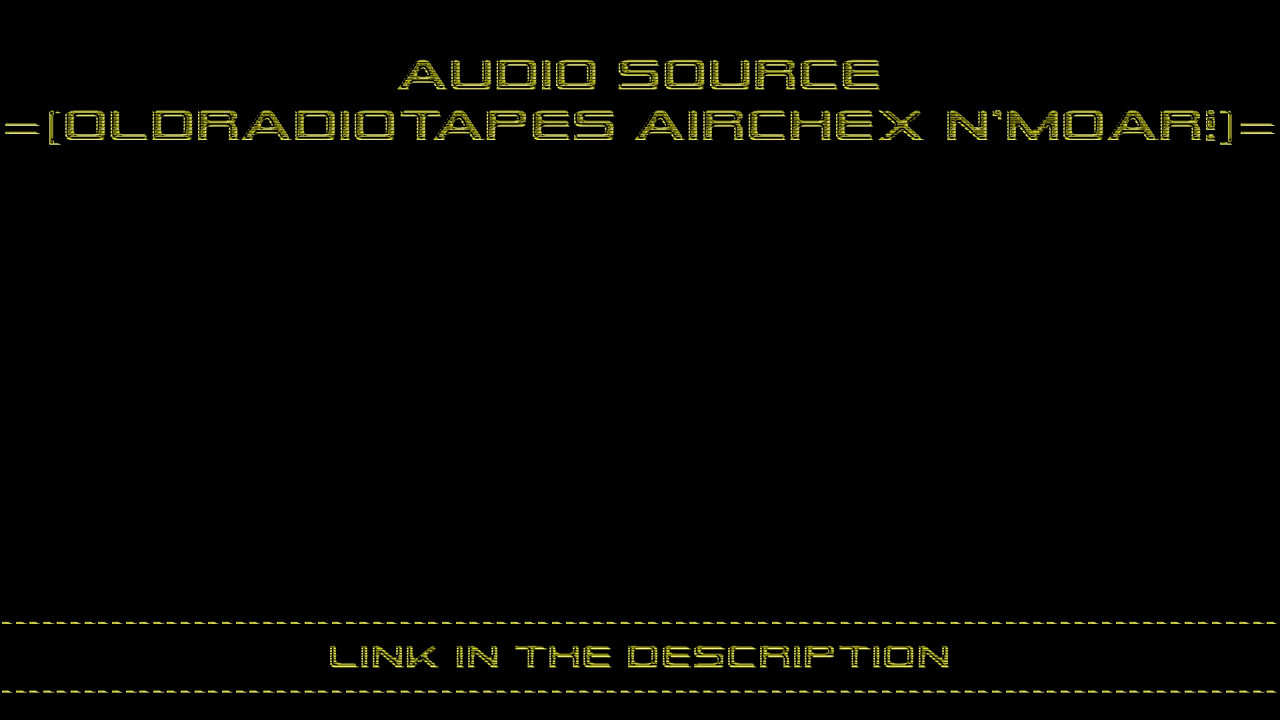 AUDIO SOURCE
=[OLDRADIOTAPES AIRCHEX N'MOAR!]=
LINK IN THE DESCRIPTION